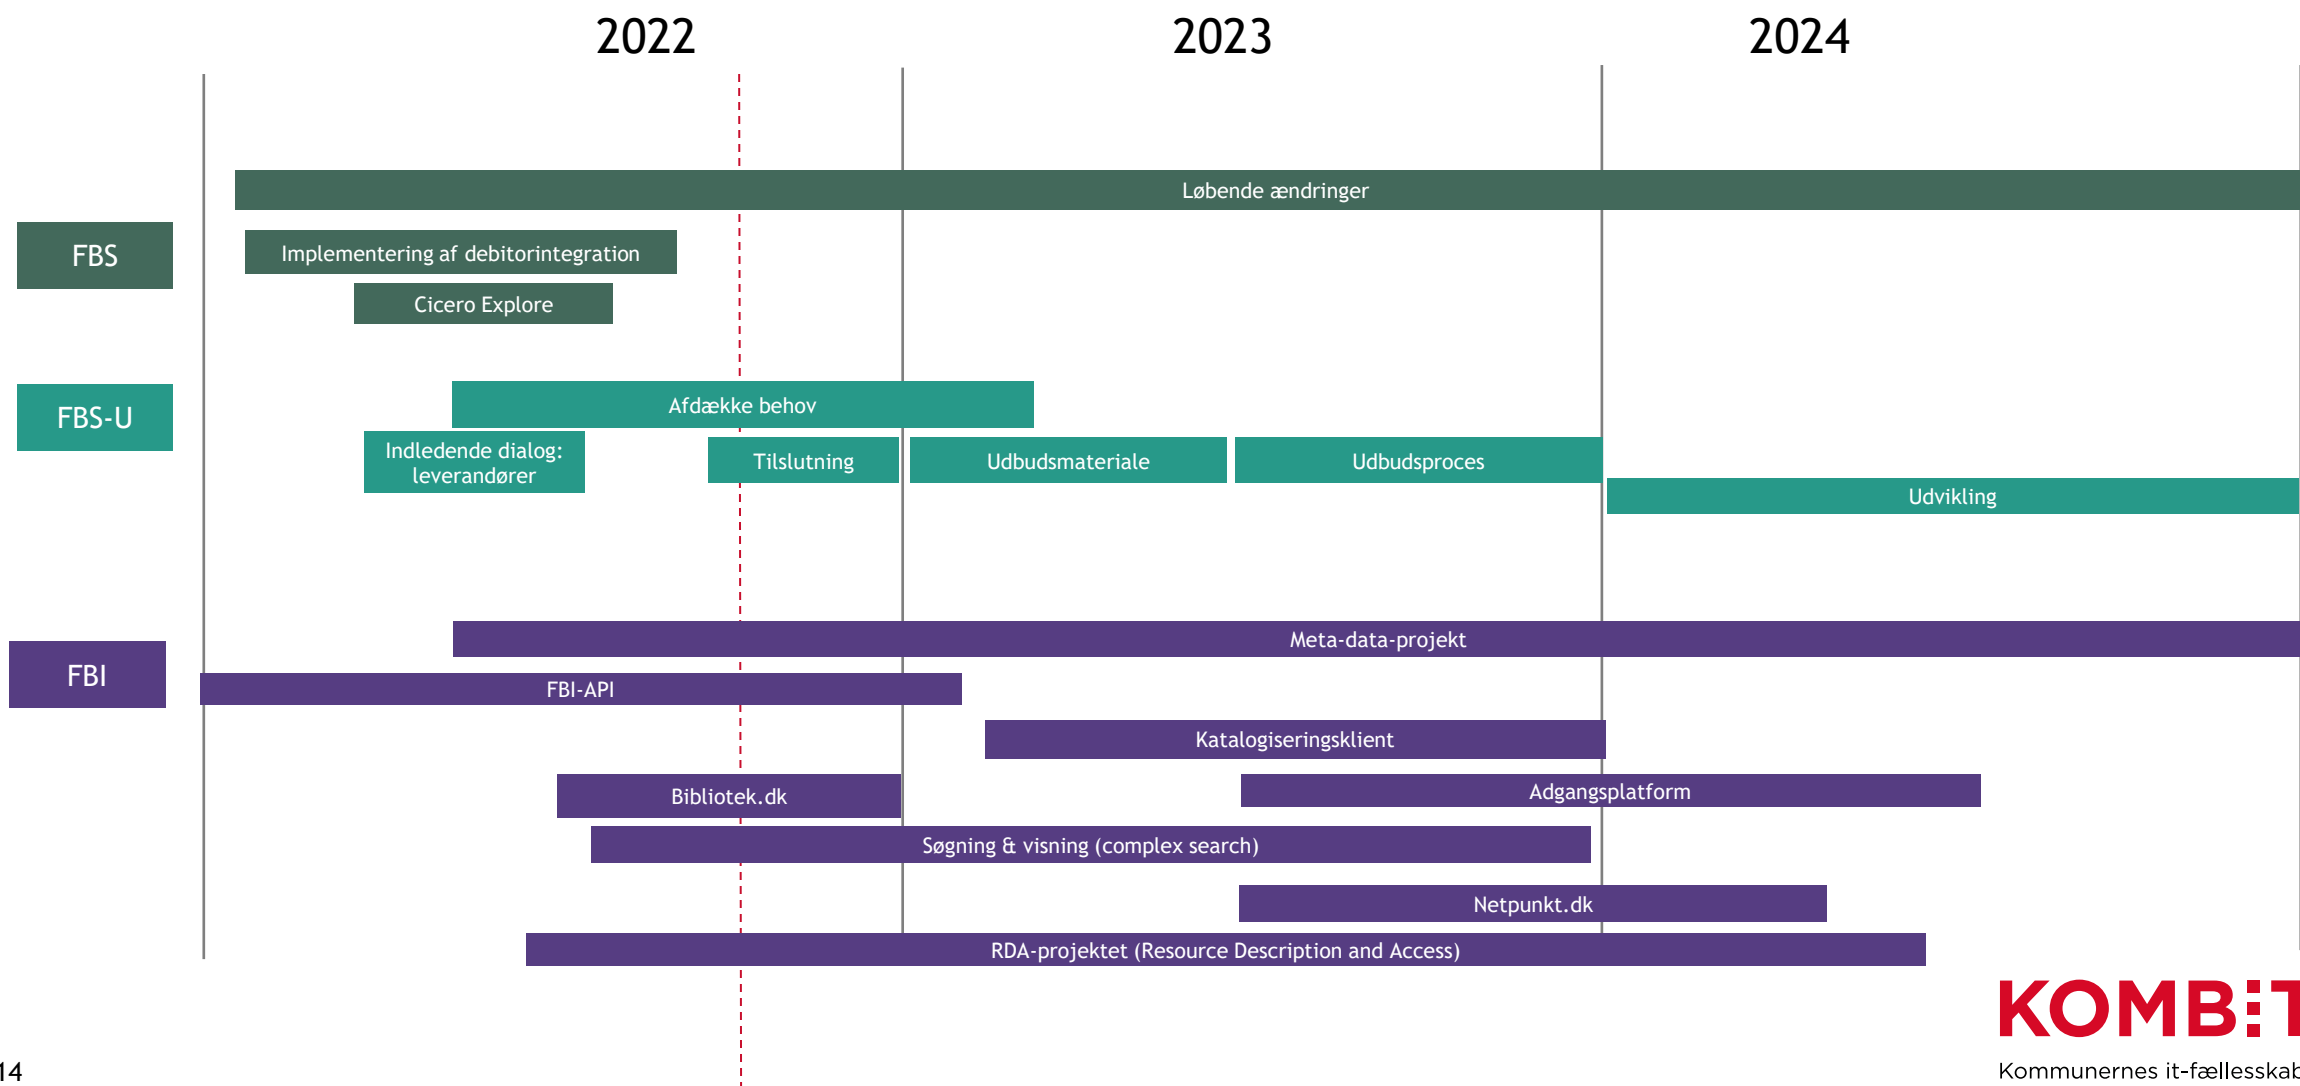 2022
2023
2024
Løbende ændringer
FBS
Implementering af debitorintegration
Cicero Explore
FBS-U
Afdække behov
Indledende dialog:
leverandører
Tilslutning
Udbudsmateriale
Udbudsproces
Udvikling
FBI
Meta-data-projekt
FBI-API
Katalogiseringsklient
Bibliotek.dk
Adgangsplatform
Søgning & visning (complex search)
Netpunkt.dk
RDA-projektet (Resource Description and Access)
KOMBIT
Kommunernes it-fællesskab
14